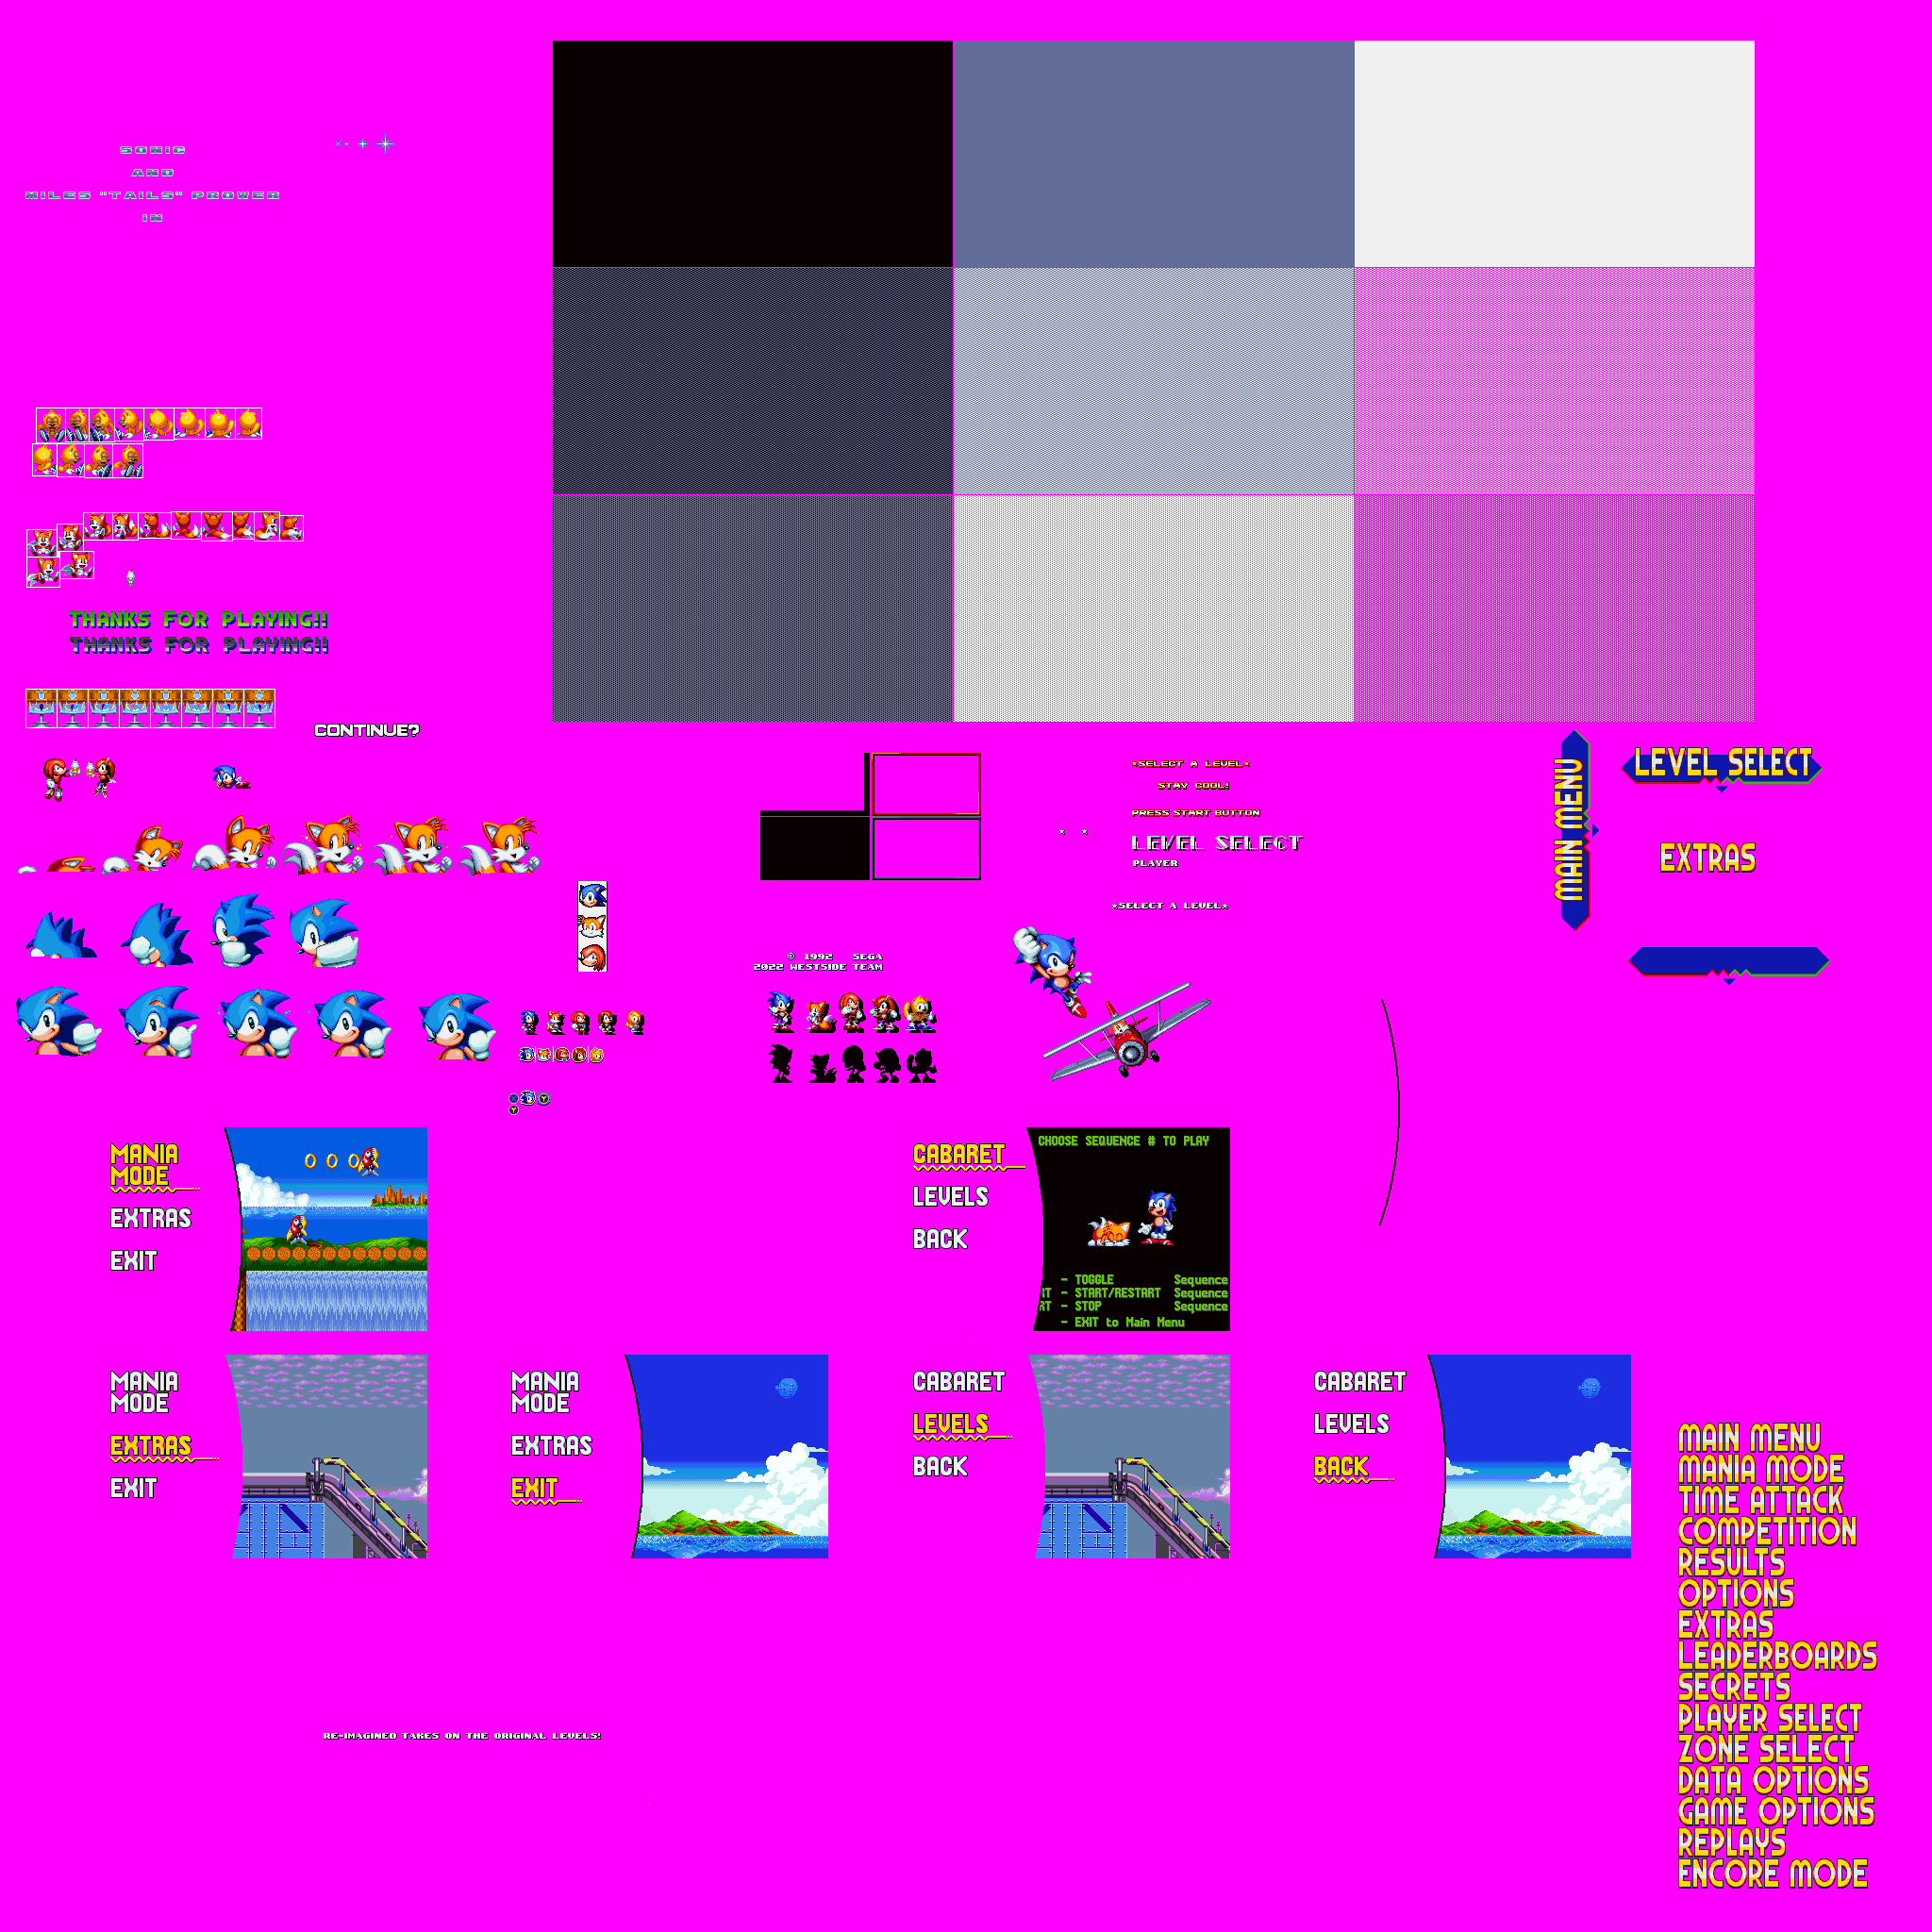 SONIC
AND
MILES "TAILS" PROWER
IN
THANKS FOR PLAYING!!
THANKS FOR PLAYING!!
CONTINUE?
*SELECT A LEVEL*
STAY COOL!
PRESS START BUTTON
* *
LEVEL SELECT
PLAYER
*SELECT A LEVEL*
MAIN MENU
LEVEL SELECT
EXTRAS
© 1992 SEGA
2022 WESTSIDE TEAM
MANIA
MODE
EXTRAS
EXIT
CABARET
LEVELS
BACK
CHOOSE SEQUENCE # TO PLAY
- TOGGLE Sequence
RT - START/RESTART Sequence
RT - STOP Sequence
- EXIT to Main Menu
MANIA
MODE
EXTRAS
EXIT
MANIA
MODE
EXTRAS
EXIT
CABARET
LEVELS
BACK
CABARET
LEVELS
BACK
RE-IMAGINED TAKES ON THE ORIGINAL LEVELS!
MAIN MENU
MANIA MODE
TIME ATTACK
COMPETITION
RESULTS
OPTIONS
EXTRAS
LEADERBOARDS
SECRETS
PLAYER SELECT
ZONE SELECT
DATA OPTIONS
GAME OPTIONS
REPLAYS
ENCORE MODE